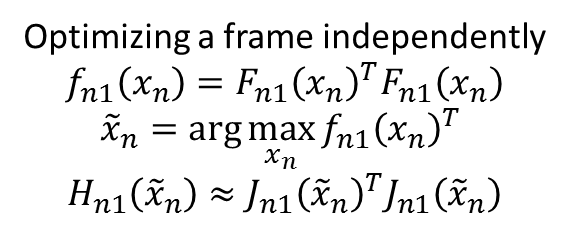 Optimizing a frame independently
f_{n1}(x_n) = F_{n1}(x_n)^T F_{n1}(x_n)
x̃_n = arg max_{x_n} f_{n1}(x_n)^T
H_{n1}(x̃_n) ≈ J_{n1}(x̃_n)^T J_{n1}(x̃_n)